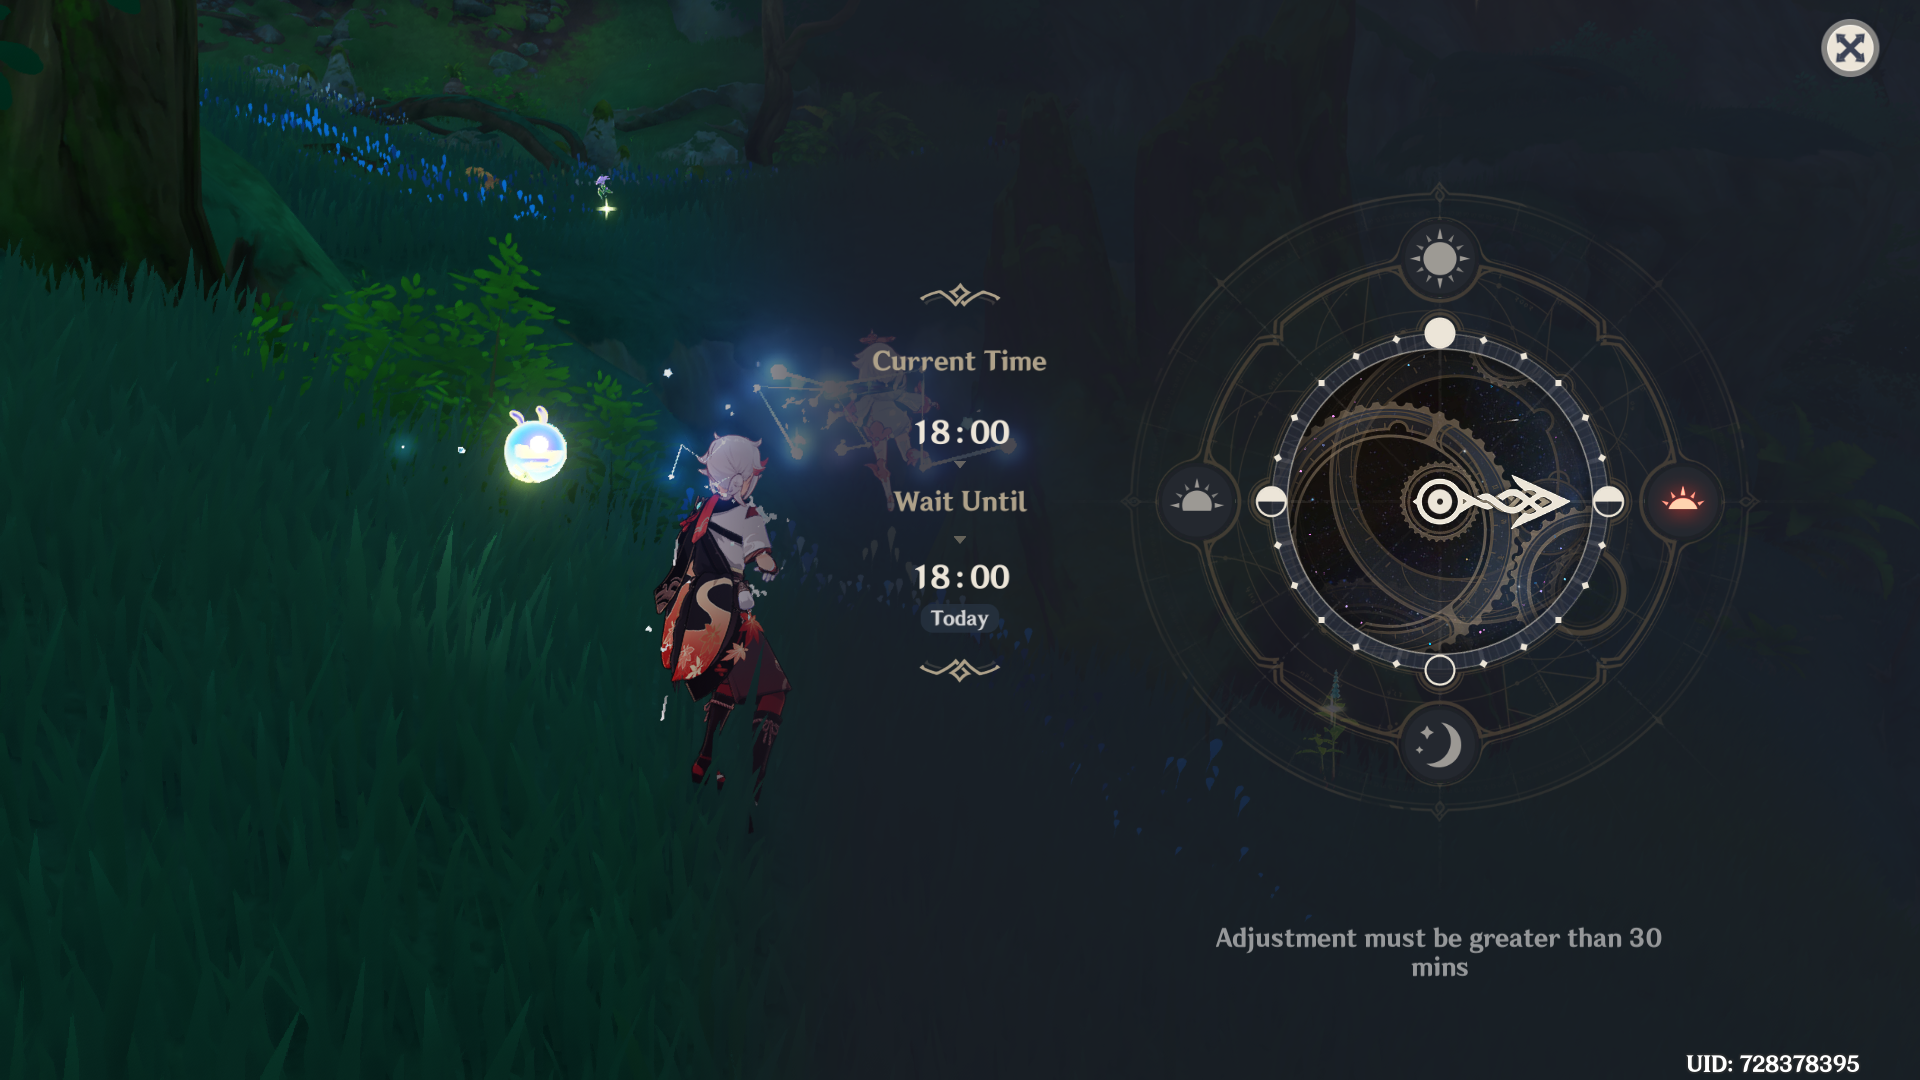 Current Time
18:00
Wait Until
18:00
Today
Adjustment must be greater than 30
mins
UID: 728378395